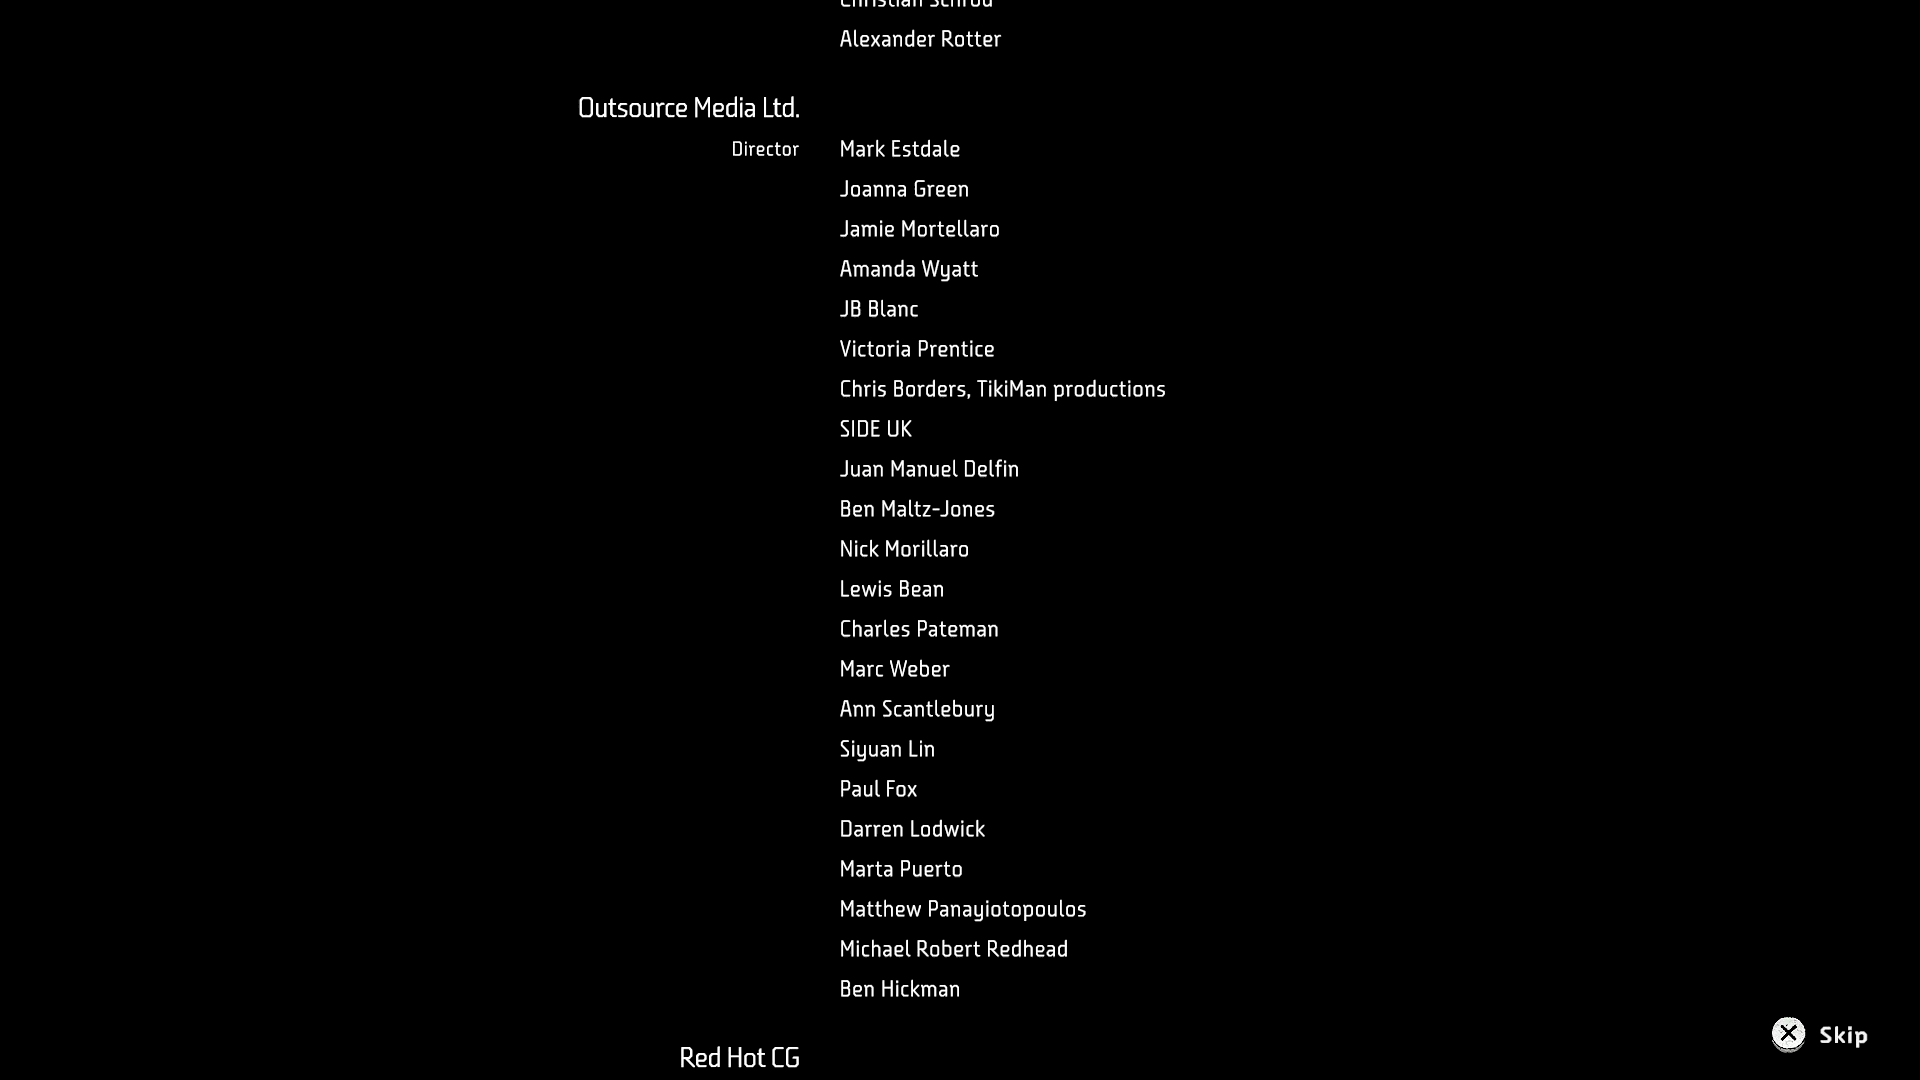 Alexander Rotter
Outsource Media Ltd.
Director Mark Estdale
Joanna Green
Jamie Mortellaro
Amanda Wyatt
JB Blanc
Victoria Prentice
Chris Borders, TikiMan productions
SIDE UK
Juan Manuel Delfin
Ben Maltz-Jones
Nick Morillaro
Lewis Bean
Charles Pateman
Marc Weber
Ann Scantlebury
Siyuan Lin
Paul Fox
Darren Lodwick
Marta Puerto
Matthew Panayiotopoulos
Michael Robert Redhead
Ben Hickman
Skip
Red Hot CG